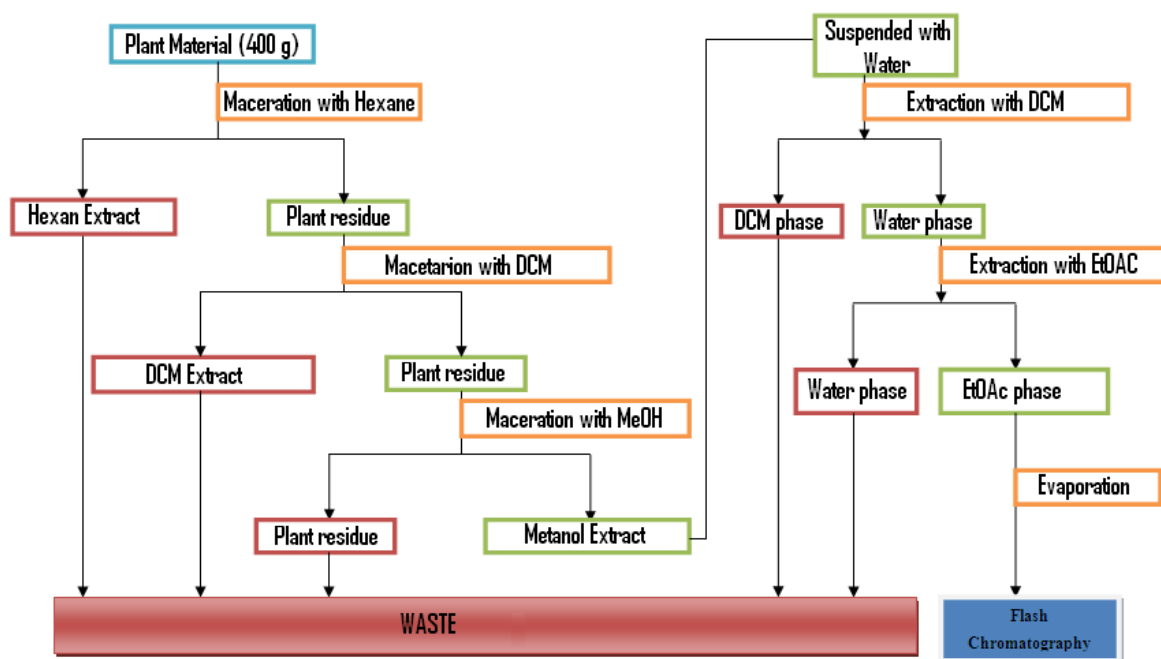 Plant Material (400 g)
Maceration with Hexane
Hexan Extract
Plant residue
Macetarion with DCM
DCM Extract
Plant residue
Maceration with MeOH
Plant residue
Metanol Extract
Suspended with
Water
Extraction with DCM
DCM phase
Water phase
Extraction with EtOAC
Water phase
EtOAc phase
Evaporation
WASTE
Flash
Chromatography